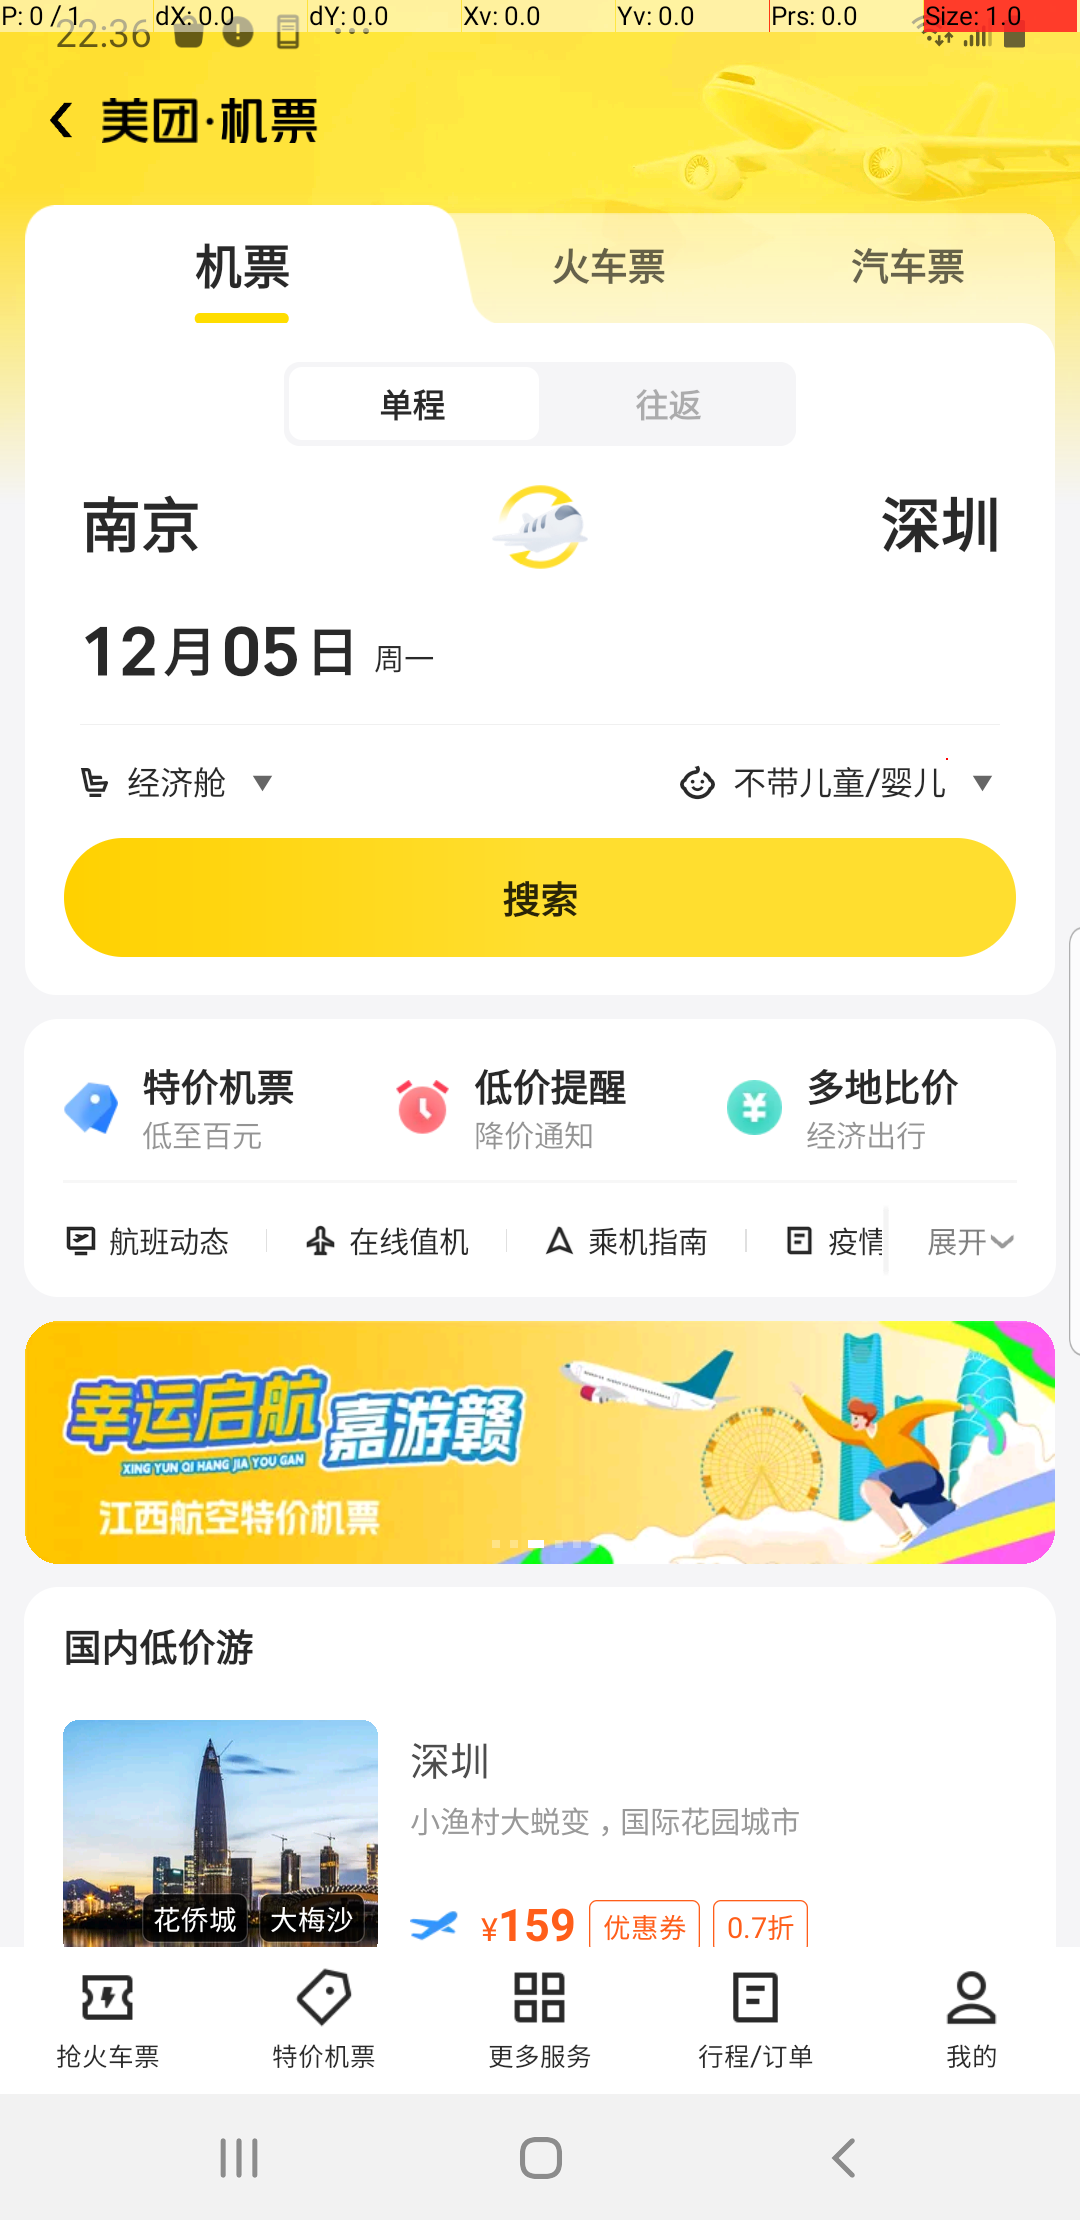 P: 0 / 1 dX: 0.0 dY: 0.0 Xv: 0.0 Yv: 0.0 Prs: 0.0 Size: 1.0
22:36
美团·机票
机票 火车票 汽车票
单程 往返
南京 深圳
12月05日 周一
经济舱 不带儿童/婴儿
搜索
特价机票 低价提醒 多地比价
低至百元 降价通知 经济出行
航班动态 在线值机 乘机指南 疫情 展开
幸运启航 嘉游赣
XING YUN QI HANG JIA YOU GAN
江西航空特价机票
国内低价游
深圳
小渔村大蜕变，国际花园城市
花侨城 大梅沙
¥159 优惠券 0.7折
抢火车票 特价机票 更多服务 行程/订单 我的